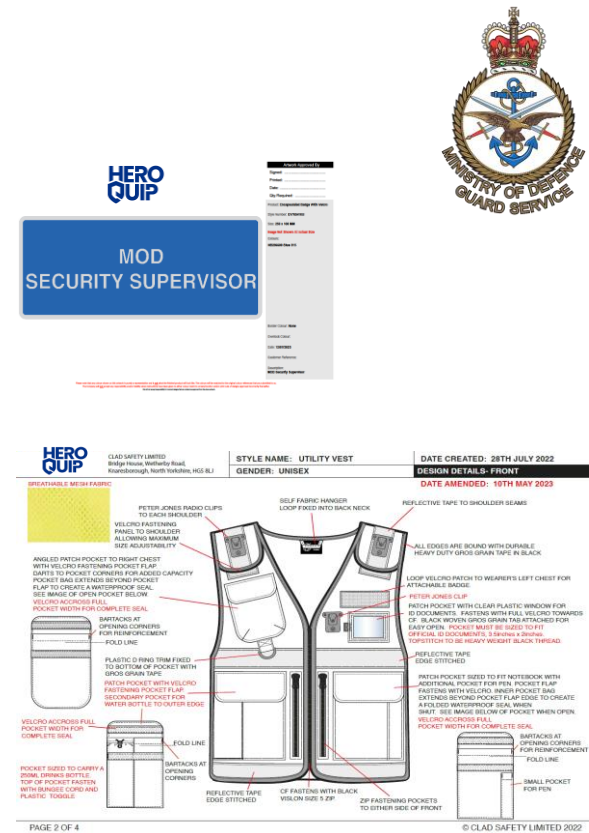 MINISTRY OF DEFENCE
GUARD SERVICE
HERO
QUIP
MOD
SECURITY SUPERVISOR
Artwork Approved By
Signed:
Printed:
Date:
Qty Required:
HERO
QUIP
CLAD SAFETY LIMITED
Bridge House, Wetherby Road,
Knaresborough, North Yorkshire, HG5 8LJ
STYLE NAME: UTILITY VEST
GENDER: UNISEX
DATE CREATED: 28TH JULY 2022
DESIGN DETAILS- FRONT
DATE AMENDED: 10TH MAY 2023
BREATHABLE MESH FABRIC
PETER JONES RADIO CLIPS
TO EACH SHOULDER
VELCRO FASTENING
PANEL TO SHOULDER
ALLOWING MAXIMUM
SIZE ADJUSTABILITY
SELF FABRIC HANGER
LOOP FIXED INTO BACK NECK
REFLECTIVE TAPE TO SHOULDER SEAMS
ALL EDGES ARE BOUND WITH DURABLE
HEAVY DUTY GROS GRAIN TAPE IN BLACK
ANGLED PATCH POCKET TO RIGHT CHEST
WITH VELCRO FASTENING POCKET FLAP.
DARTS TO POCKET CORNERS FOR ADDED CAPACITY
POCKET BAG EXTENDS BEYOND POCKET
FLAP TO CREATE A WATERPROOF SEAL.
SEE IMAGE OF OPEN POCKET BELOW.
VELCRO ACCROSS FULL
POCKET WIDTH FOR COMPLETE SEAL
LOOP VELCRO PATCH TO WEARER'S LEFT CHEST FOR
ATTACHABLE BADGE.
PETER JONES CLIP
PATCH POCKET WITH CLEAR PLASTIC WINDOW FOR
ID DOCUMENTS. FASTENS WITH FULL VELCRO TOWARDS
CF. BLACK WOVEN GROS GRAIN TAB ATTACHED FOR
EASY OPEN. POCKET MUST BE SIZED TO FIT
OFFICIAL ID DOCUMENTS, 3.5inches x 2inches.
TOPSTITCH TO BE HEAVY WEIGHT BLACK THREAD.
BARTACKS AT
OPENING CORNERS
FOR REINFORCEMENT
FOLD LINE
PLASTIC D RING TRIM FIXED
TO BOTTOM OF POCKET WITH
GROS GRAIN TAPE
REFLECTIVE TAPE
EDGE STITCHED
PATCH POCKET WITH VELCRO
FASTENING POCKET FLAP.
SECONDARY POCKET FOR
WATER BOTTLE TO OUTER EDGE
PATCH POCKET SIZED TO FIT NOTEBOOK WITH
ADDITIONAL POCKET FOR PEN. POCKET FLAP
FASTENS WITH VELCRO. INNER POCKET BAG
EXTENDS BEYOND POCKET FLAP EDGE TO CREATE
A FOLDED WATERPROOF SEAL WHEN
SHUT. SEE IMAGE BELOW OF POCKET WHEN OPEN.
VELCRO ACCROSS FULL
POCKET WIDTH FOR COMPLETE SEAL
VELCRO ACCROSS FULL
POCKET WIDTH FOR
COMPLETE SEAL
FOLD LINE
BARTACKS AT
OPENING
CORNERS
POCKET SIZED TO CARRY A
250ML DRINKS BOTTLE.
TOP OF POCKET FASTEN
WITH BUNGEE CORD AND
PLASTIC TOGGLE
REFLECTIVE TAPE
EDGE STITCHED
CF FASTENS WITH BLACK
VISLON SIZE 5 ZIP
ZIP FASTENING POCKETS
TO EITHER SIDE OF FRONT
BARTACKS AT
OPENING CORNERS
FOR REINFORCEMENT
FOLD LINE
SMALL POCKET
FOR PEN
PAGE 2 OF 4
© CLAD SAFETY LIMITED 2022